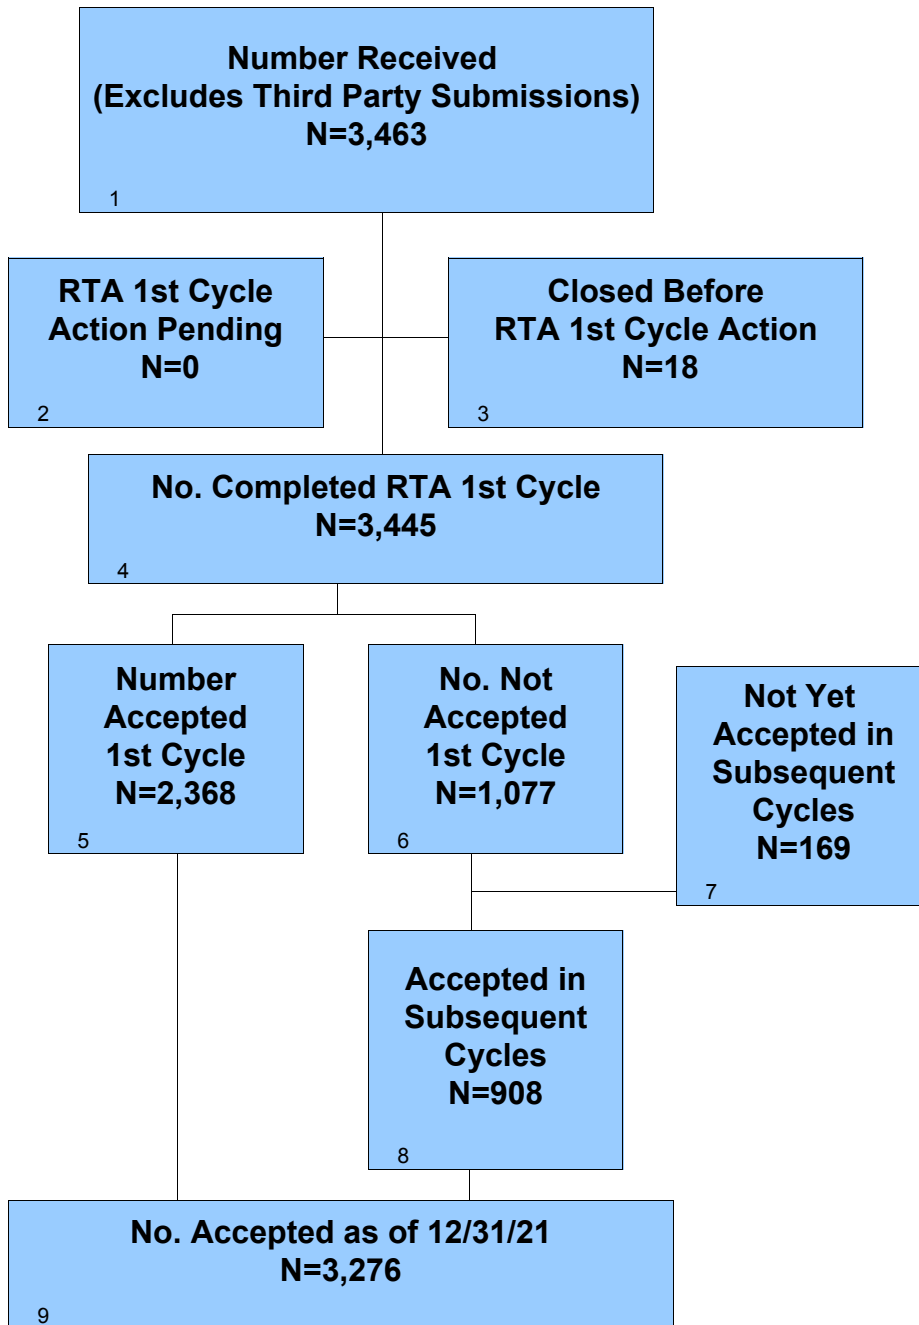 Number Received
(Excludes Third Party Submissions)
N=3,463
1
RTA 1st Cycle
Action Pending
N=0
2
Closed Before
RTA 1st Cycle Action
N=18
3
No. Completed RTA 1st Cycle
N=3,445
4
Number
Accepted
1st Cycle
N=2,368
5
No. Not
Accepted
1st Cycle
N=1,077
6
Not Yet
Accepted in
Subsequent
Cycles
N=169
7
Accepted in
Subsequent
Cycles
N=908
8
No. Accepted as of 12/31/21
N=3,276
9